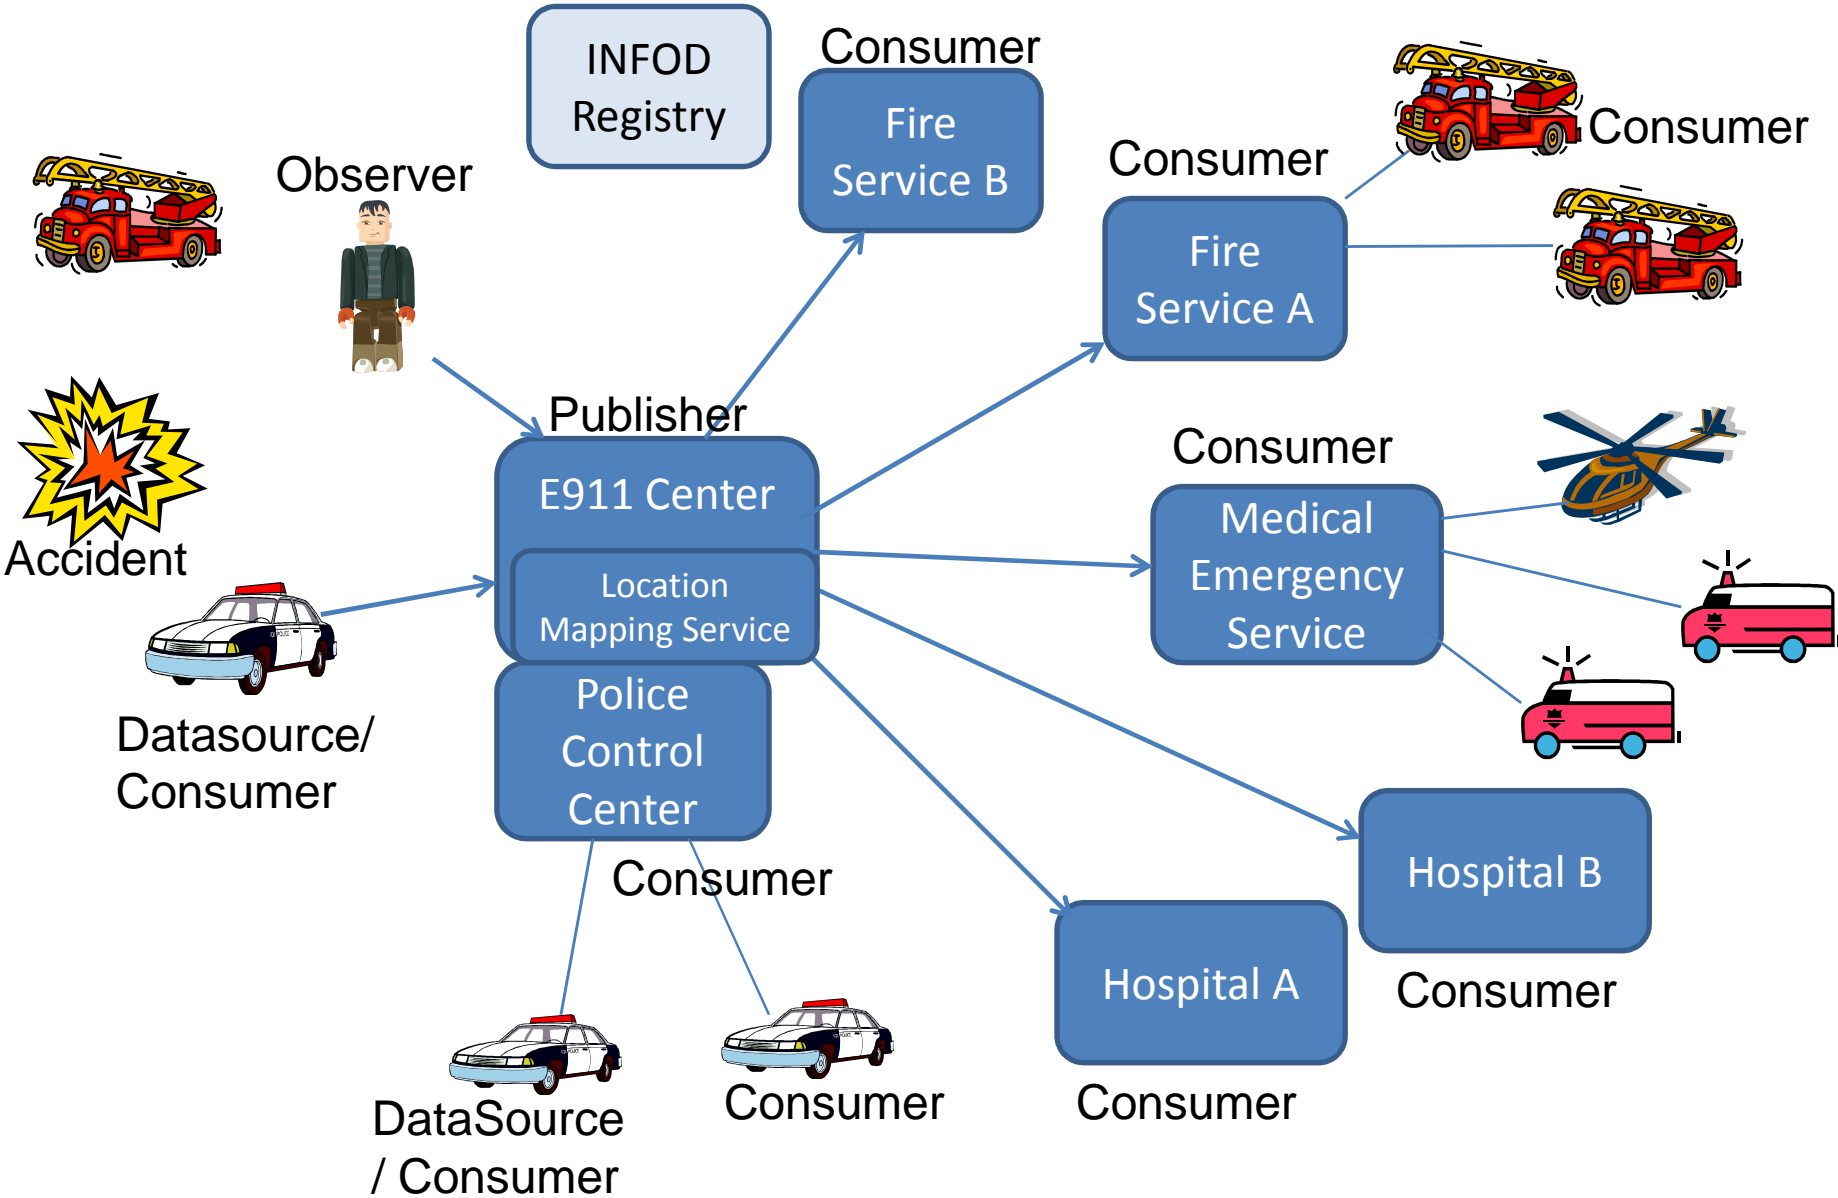 INFOD
Registry
Consumer
Fire
Service B
Consumer
Fire
Service A
Consumer
Observer
Publisher
E911 Center
Location
Mapping Service
Police
Control
Center
Consumer
Consumer
Medical
Emergency
Service
Accident
Datasource/
Consumer
Hospital B
Consumer
Hospital A
Consumer
DataSource
/ Consumer
Consumer